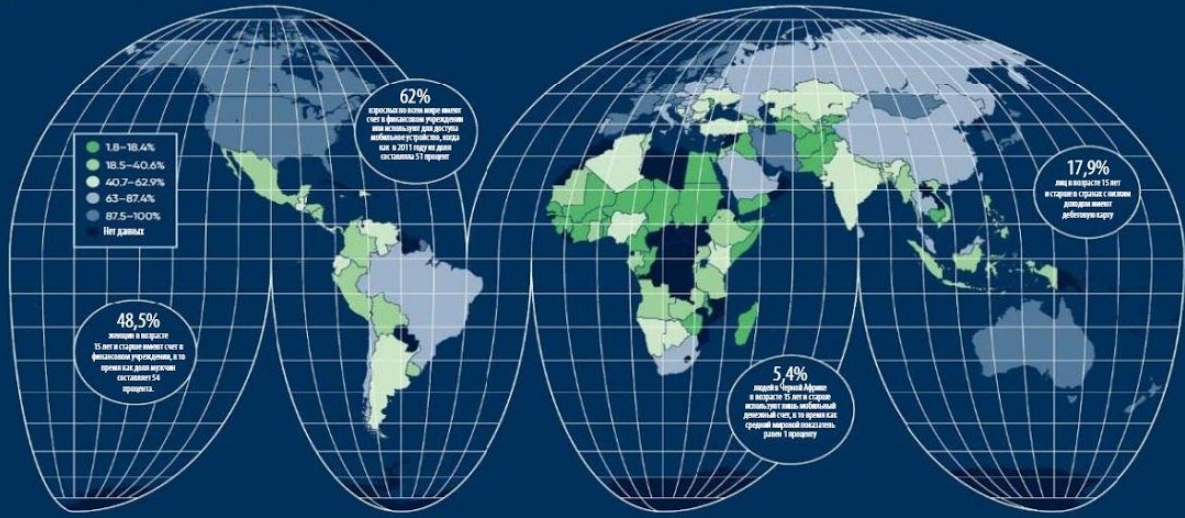 62%
взрослых во всем мире имеют
счет в финансовом учреждении
или используют для доступа
мобильное устройство, когда
как в 2011 году их доля
составляла 51 процент
1.8–18.4%
18.5–40.6%
40.7–62.9%
63–87.4%
87.5–100%
Нет данных
17,9%
лиц в возрасте 15 лет
и старше в странах с низким
доходом имеют
дебетовую карту
48,5%
женщин в возрасте
15 лет и старше имеют счет в
финансовом учреждении, в то
время как доля мужчин
составляет 54
процента.
5,4%
людей в Черной Африке
в возрасте 15 лет и старше
используют лишь мобильный
денежный счет, в то время как
средний мировой показатель
равен 1 проценту